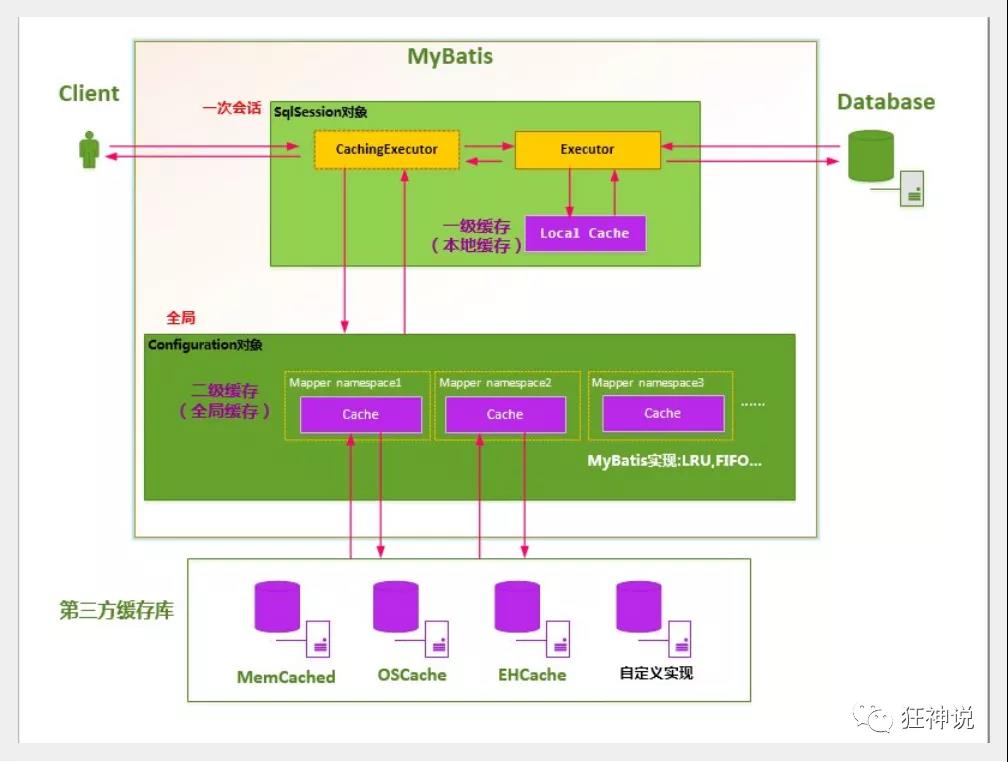 MyBatis
Client
Database
一次会话
SqlSession对象
CachingExecutor
Executor
一级缓存
（本地缓存）
Local Cache
全局
Configuration对象
二级缓存
（全局缓存）
Mapper namespace1
Cache
Mapper namespace2
Cache
Mapper namespace3
Cache
......
MyBatis实现:LRU,FIFO...
第三方缓存库
MemCached
OSCache
EHCache
自定义实现
狂神说